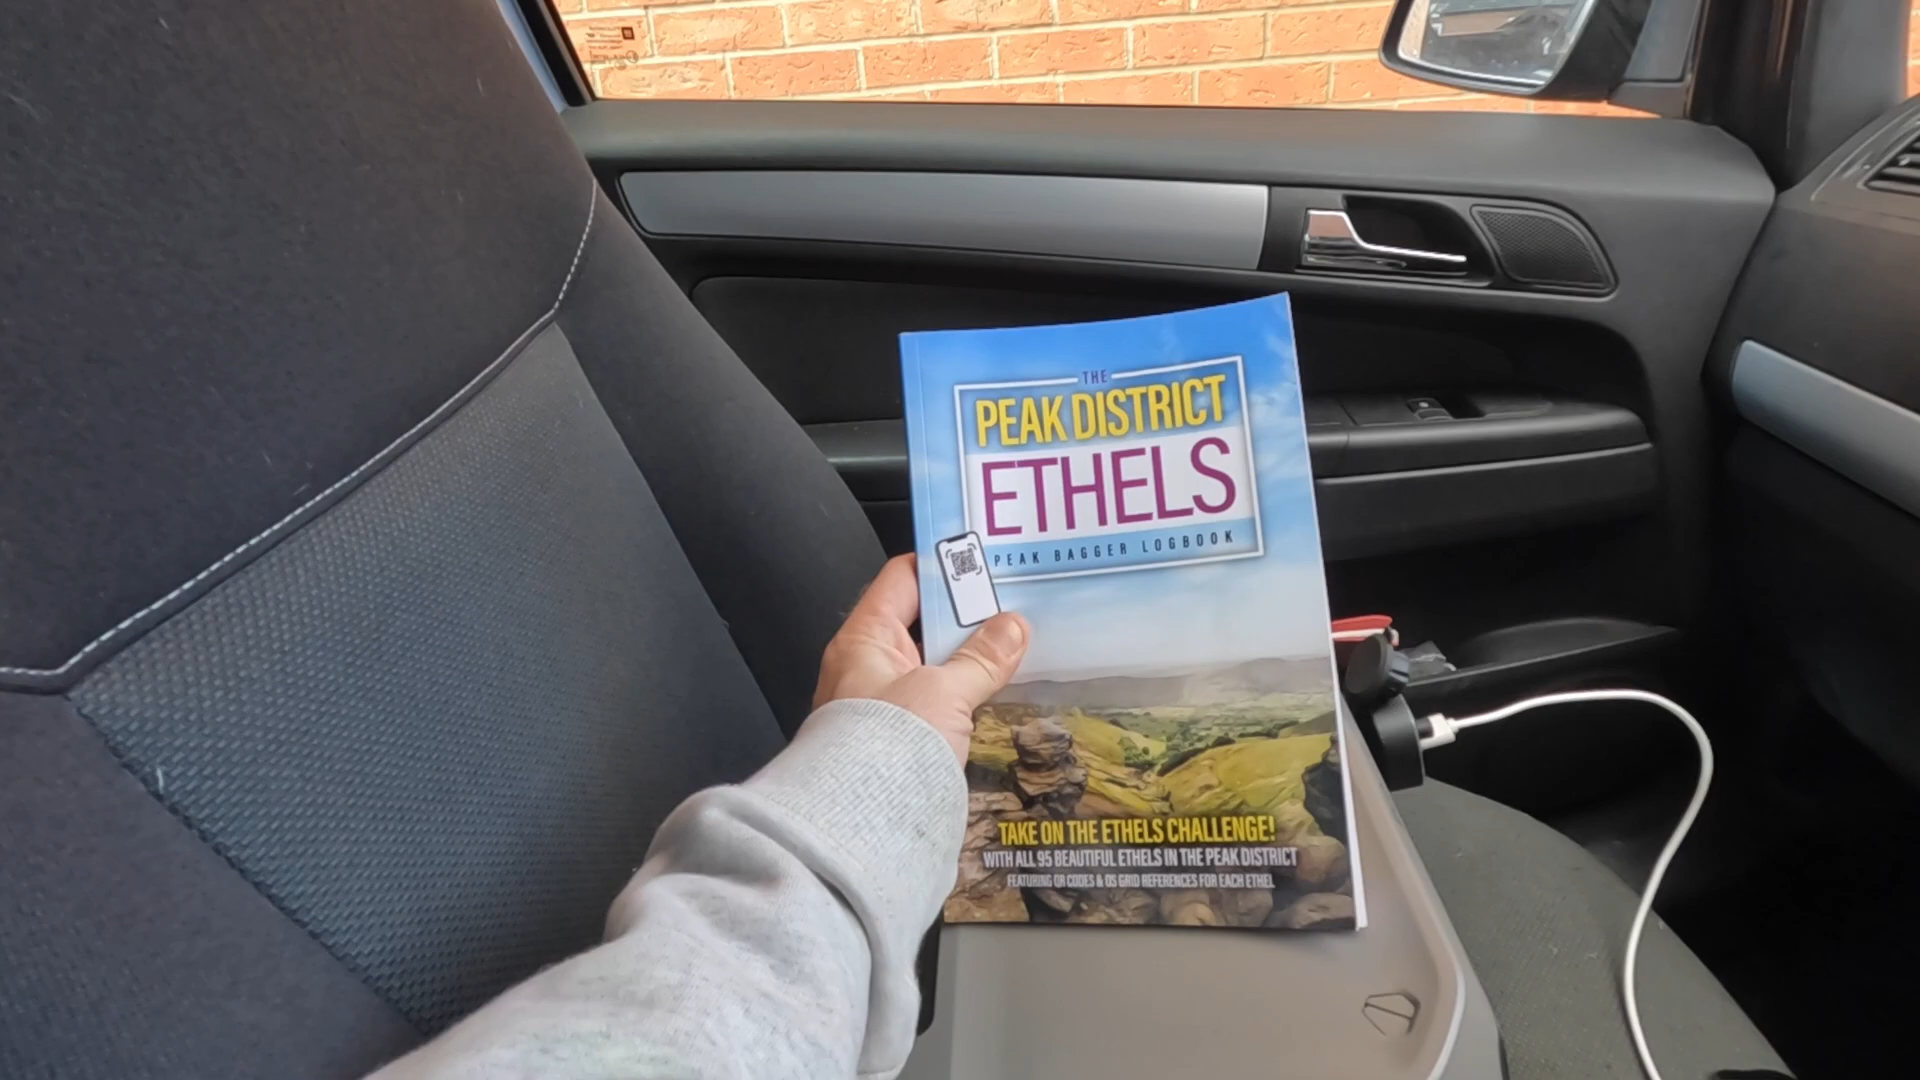 THE
PEAK DISTRICT
ETHELS
PEAK BAGGER LOGBOOK
TAKE ON THE ETHELS CHALLENGE!
WITH ALL 95 BEAUTIFUL ETHELS IN THE PEAK DISTRICT
FEATURING QR CODES & OS GRID REFERENCES FOR EACH ETHEL